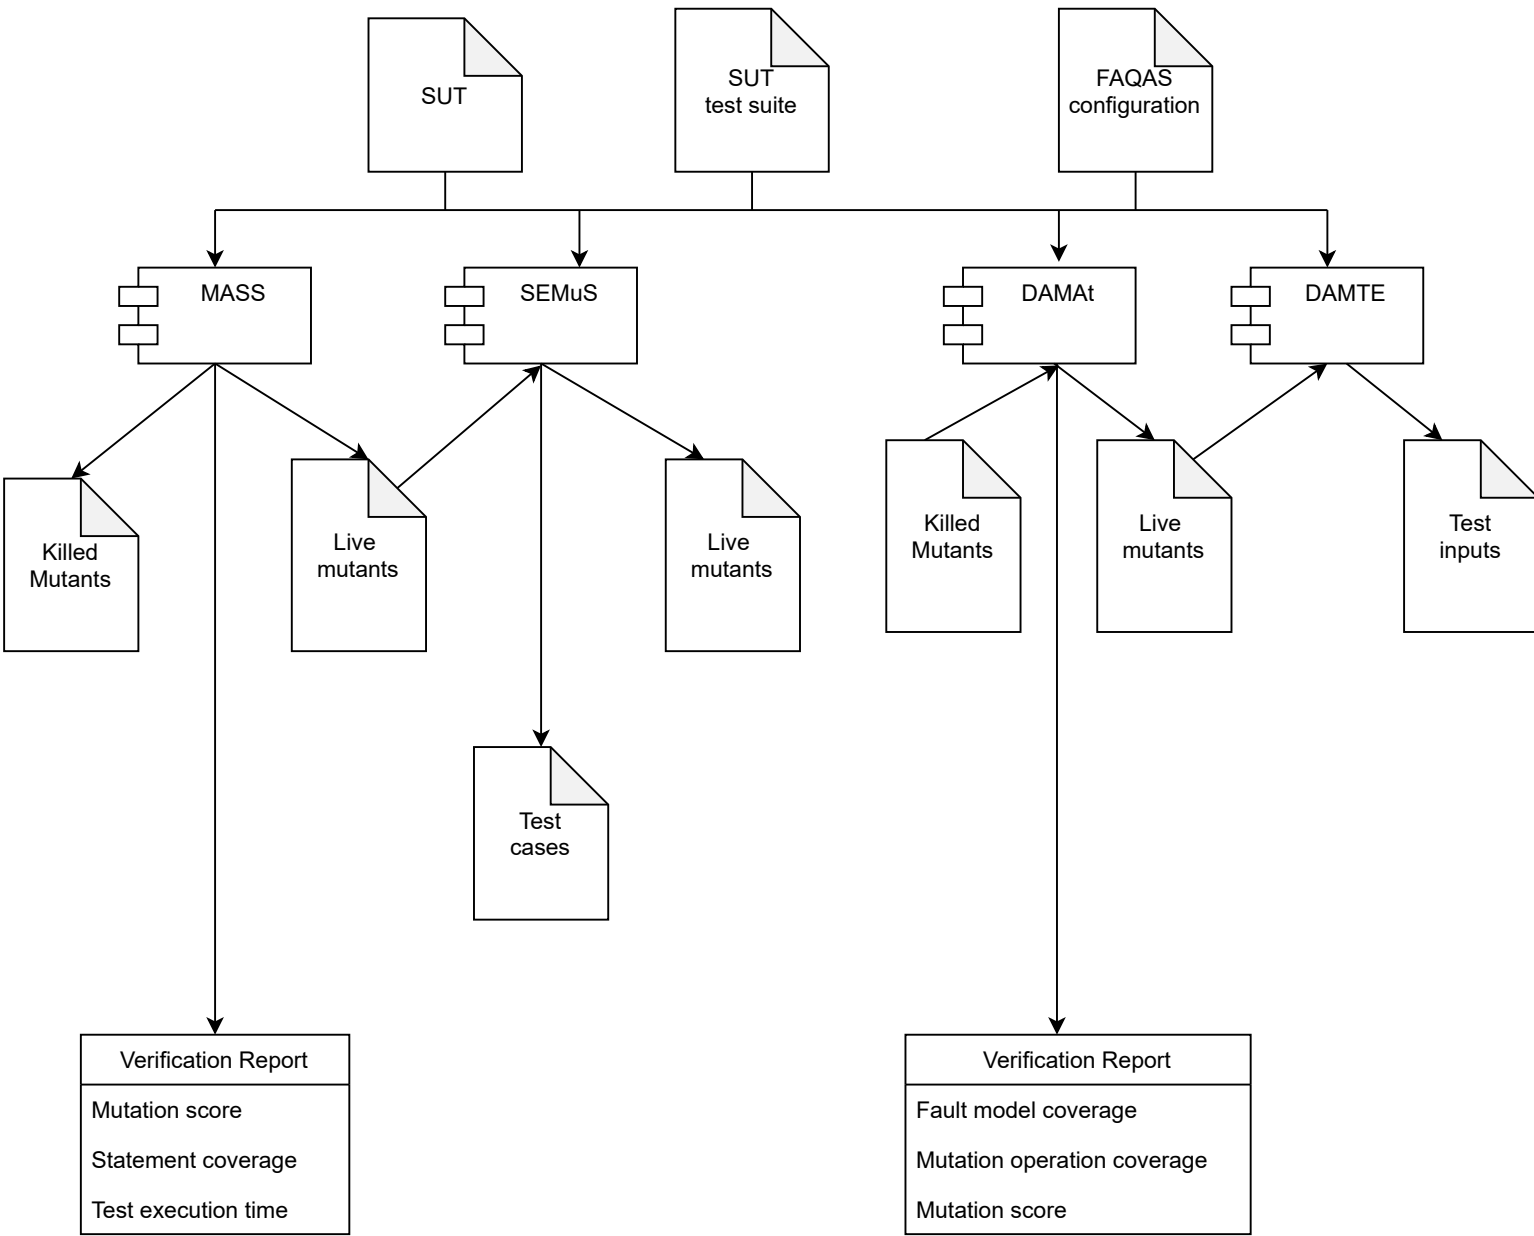 SUT
SUT
test suite
FAQAS
configuration
MASS
SEMuS
DAMAt
DAMTE
Killed
Mutants
Live
mutants
Live
mutants
Killed
Mutants
Live
mutants
Test
inputs
Test
cases
Verification Report
Mutation score
Statement coverage
Test execution time
Verification Report
Fault model coverage
Mutation operation coverage
Mutation score